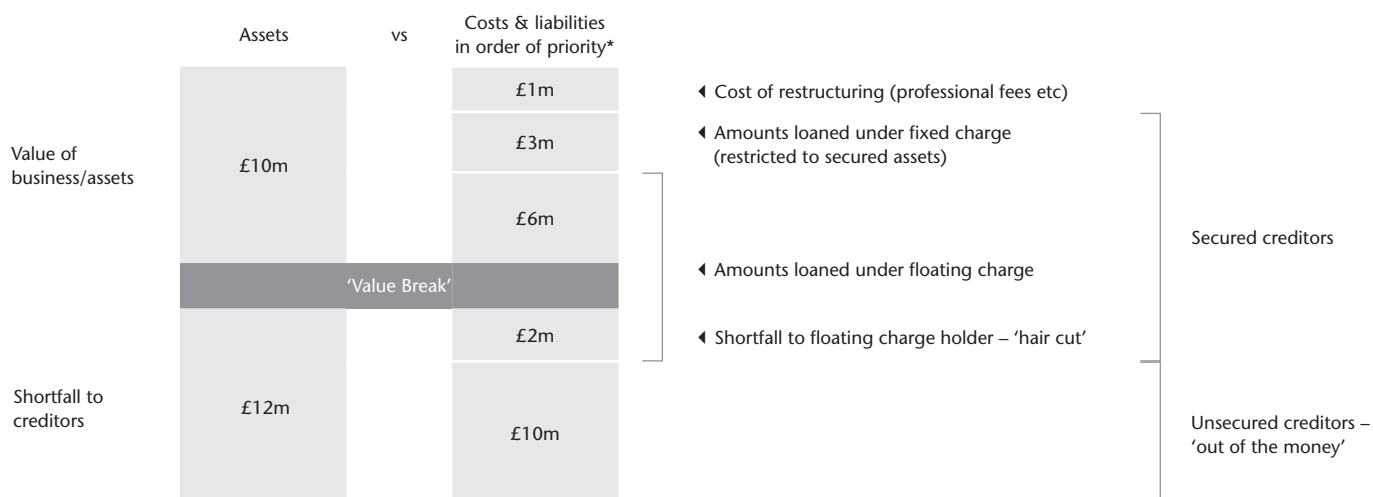 Assets
vs
Costs & liabilities
in order of priority*
Value of
business/assets
£10m
£1m
Cost of restructuring (professional fees etc)
£3m
Amounts loaned under fixed charge
(restricted to secured assets)
£6m
Secured creditors
'Value Break'
Amounts loaned under floating charge
£2m
Shortfall to floating charge holder – 'hair cut'
Shortfall to
creditors
£12m
£10m
Unsecured creditors –
'out of the money'